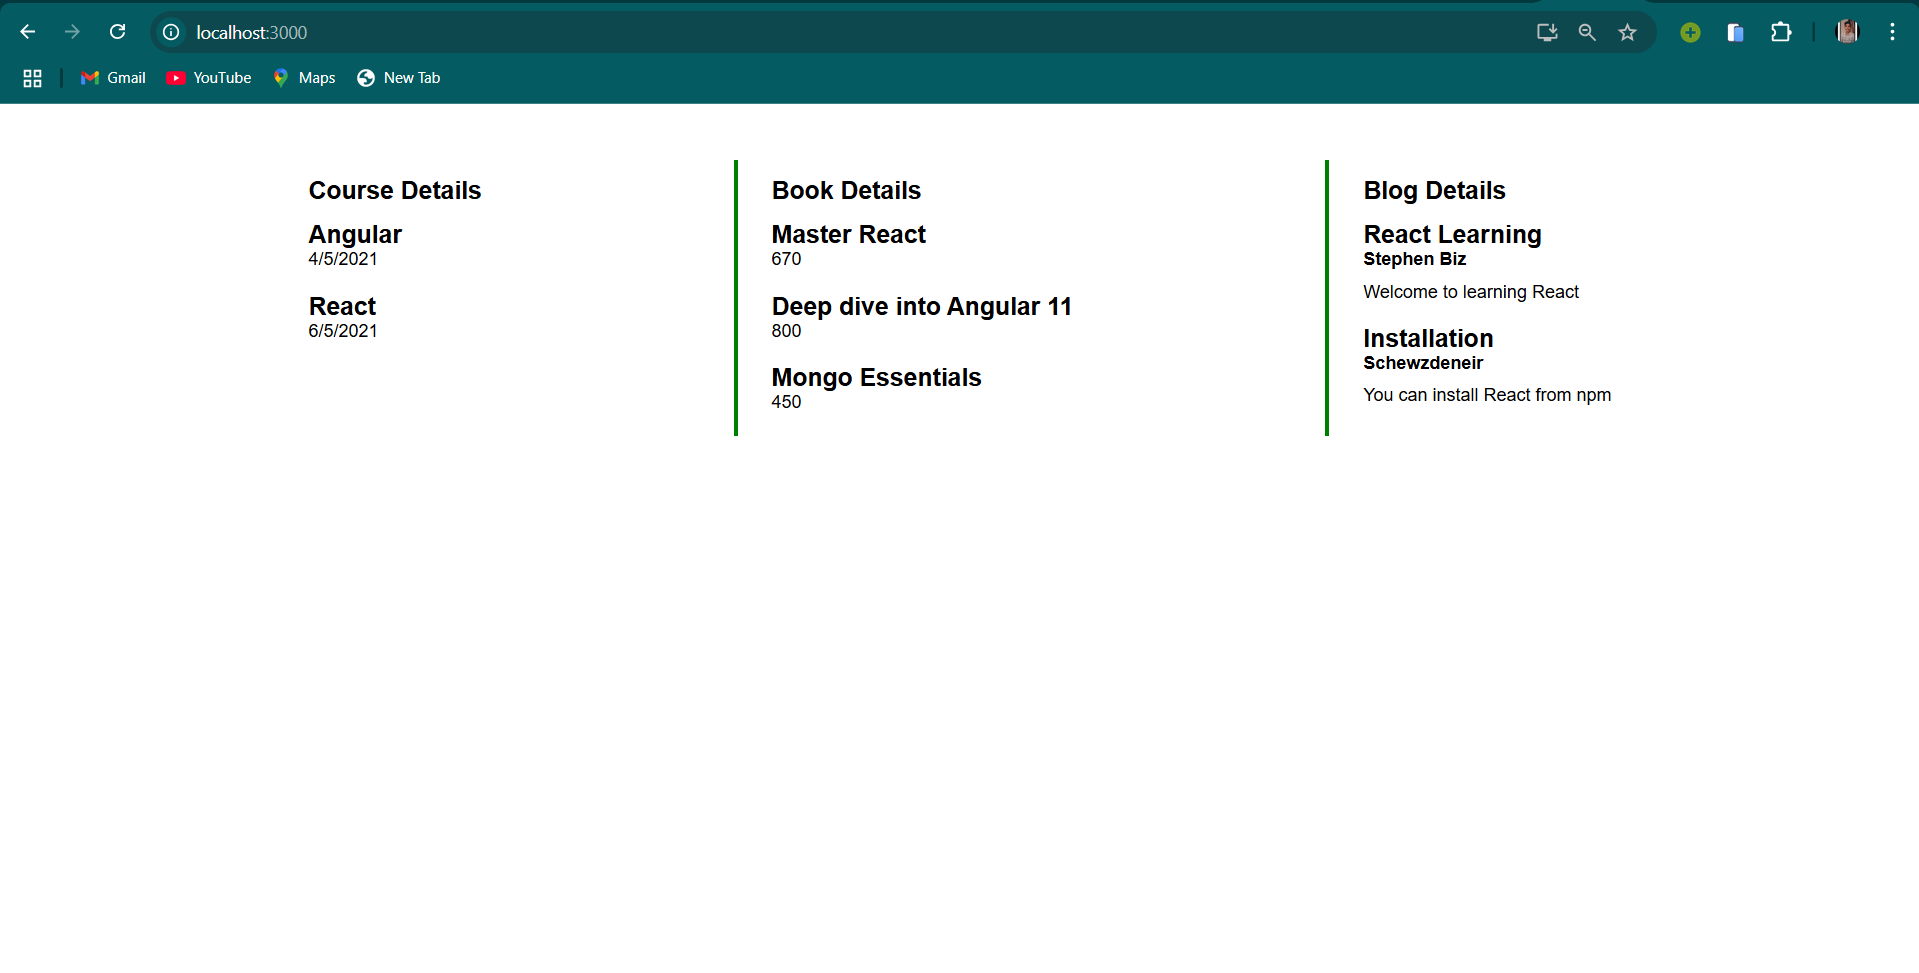 localhost:3000
Gmail
YouTube
Maps
New Tab
Course Details
Angular
4/5/2021
React
6/5/2021
Book Details
Master React
670
Deep dive into Angular 11
800
Mongo Essentials
450
Blog Details
React Learning
Stephen Biz
Welcome to learning React
Installation
Schewzdeneir
You can install React from npm